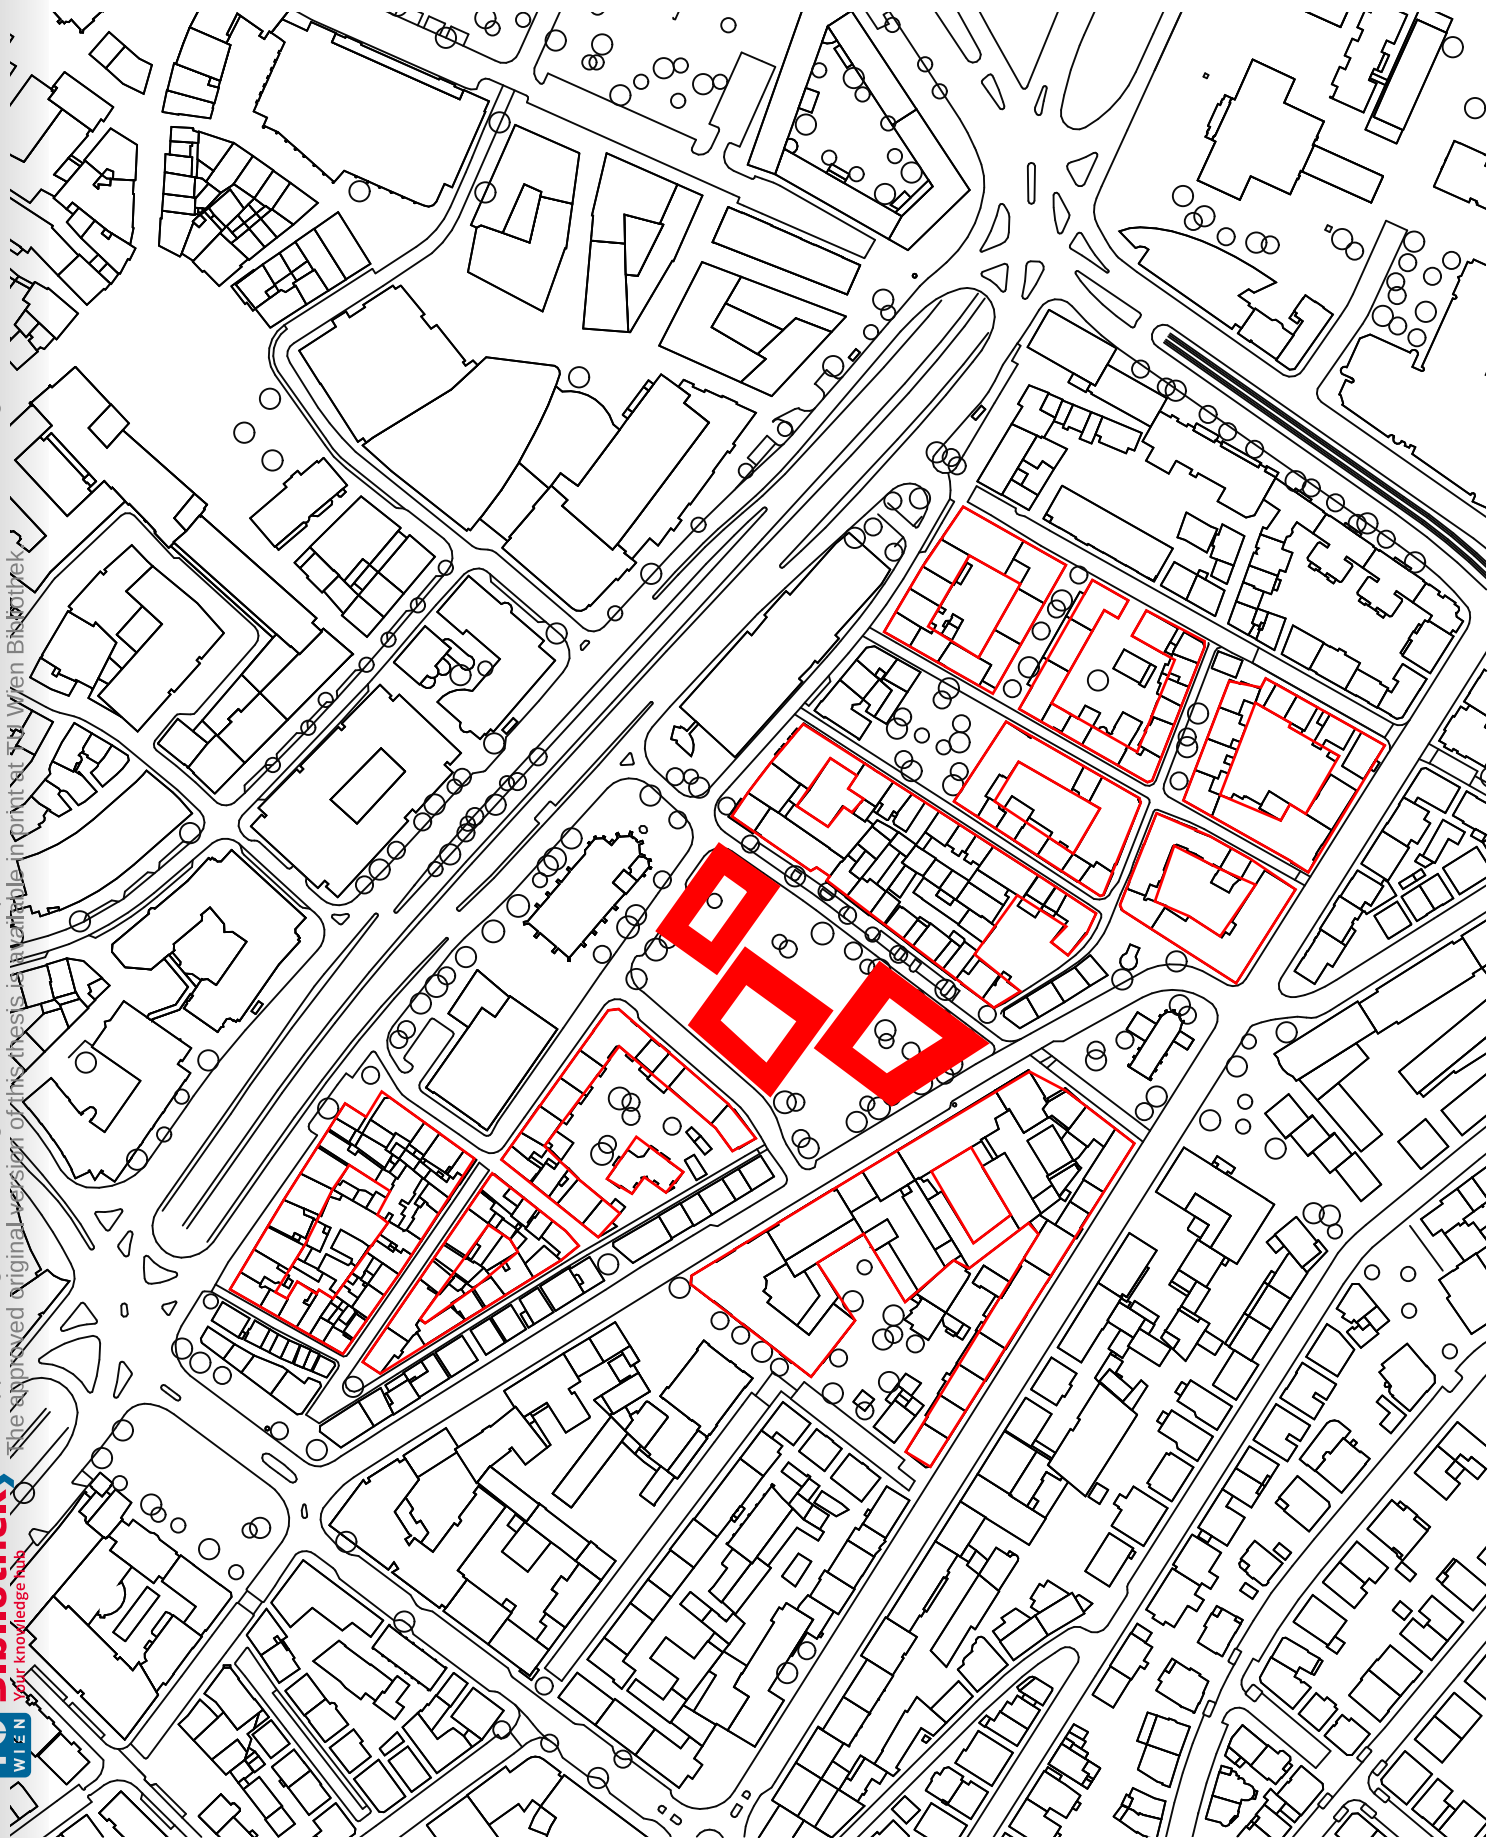 The approved original version of this thesis is available in print at TU Wien Bibliothek.
Bibliothek
Your knowledge hub
WIEN